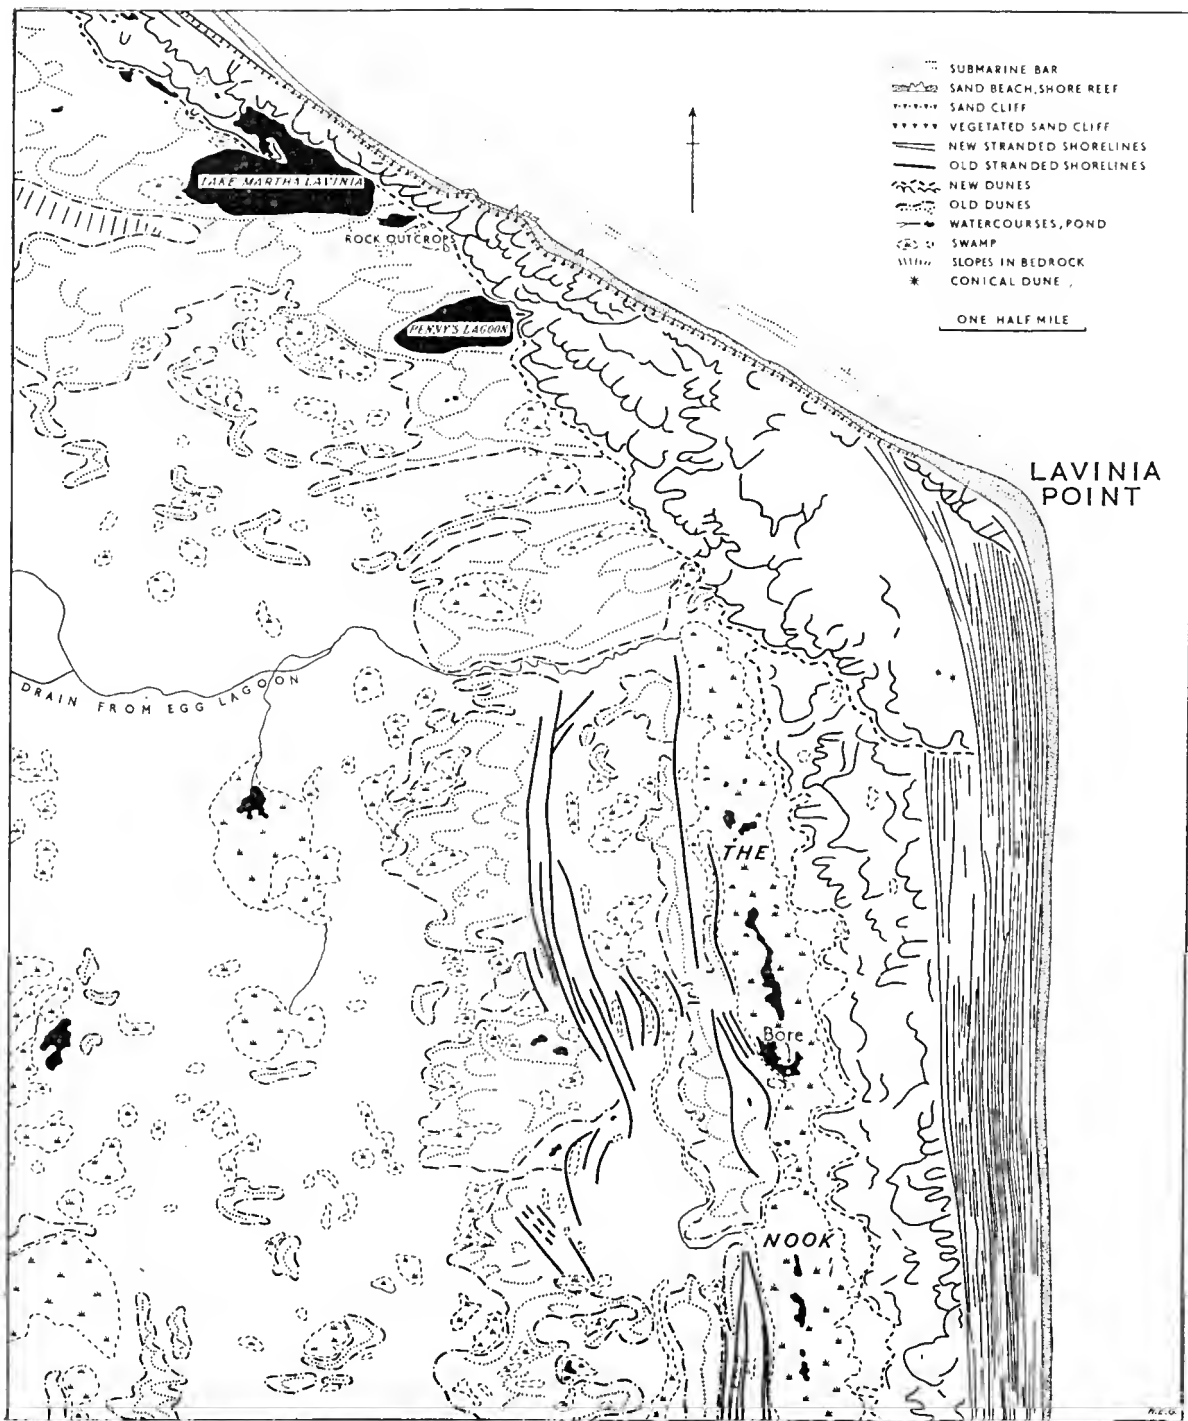 SUBMARINE BAR
SAND BEACH, SHORE REEF
SAND CLIFF
VEGETATED SAND CLIFF
NEW STRANDED SHORELINES
OLD STRANDED SHORELINES
NEW DUNES
OLD DUNES
WATERCOURSES, POND
SWAMP
SLOPES IN BEDROCK
CONICAL DUNE
ONE HALF MILE
LAKE MARTHA LAVINIA
ROCK OUTCROPS
PENNY'S LAGOON
LAVINIA
POINT
DRAIN FROM EGG LAGOON
THE
Bore
NOOK